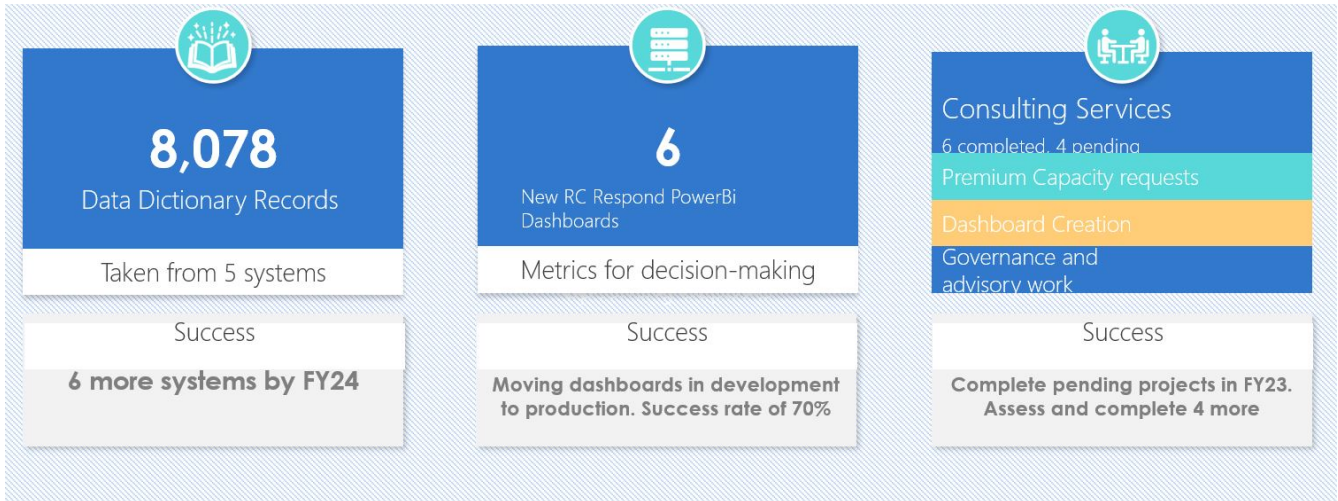 8,078
Data Dictionary Records
Taken from 5 systems
Success
6 more systems by FY24
6
New RC Respond PowerBi
Dashboards
Metrics for decision-making
Success
Moving dashboards in development
to production. Success rate of 70%
Consulting Services
6 completed, 4 pending
Premium Capacity requests
Dashboard Creation
Governance and
advisory work
Success
Complete pending projects in FY23.
Assess and complete 4 more